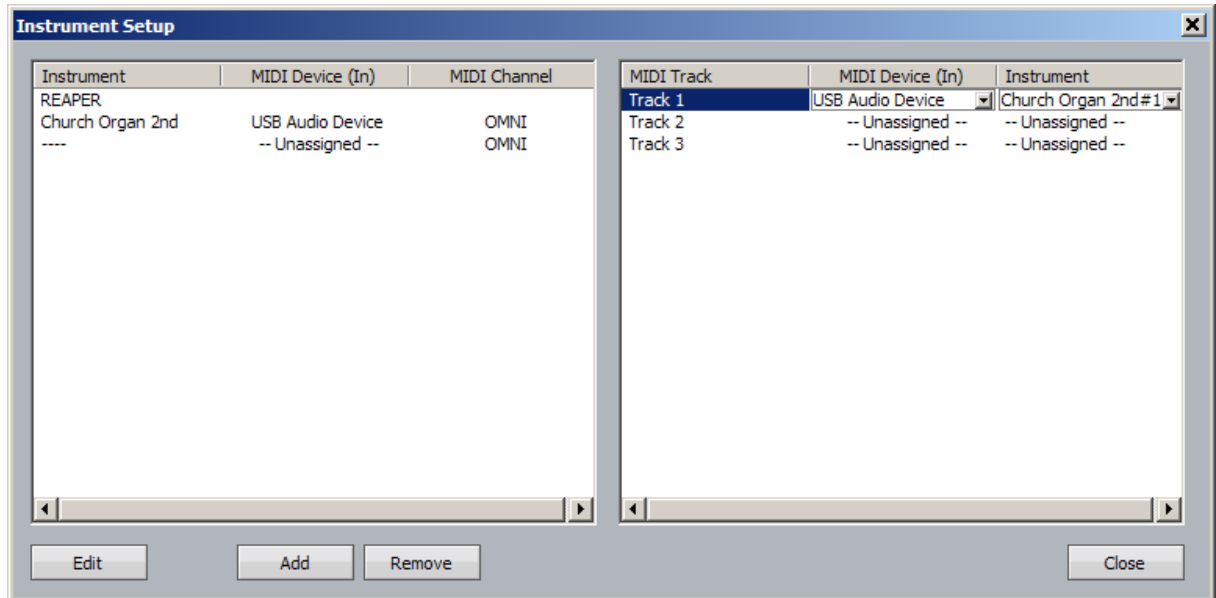 Instrument Setup
Instrument MIDI Device (In) MIDI Channel
REAPER
Church Organ 2nd USB Audio Device OMNI
---- -- Unassigned -- OMNI
MIDI Track MIDI Device (In) Instrument
Track 1 USB Audio Device Church Organ 2nd#1
Track 2 -- Unassigned -- -- Unassigned --
Track 3 -- Unassigned -- -- Unassigned --
Edit Add Remove Close